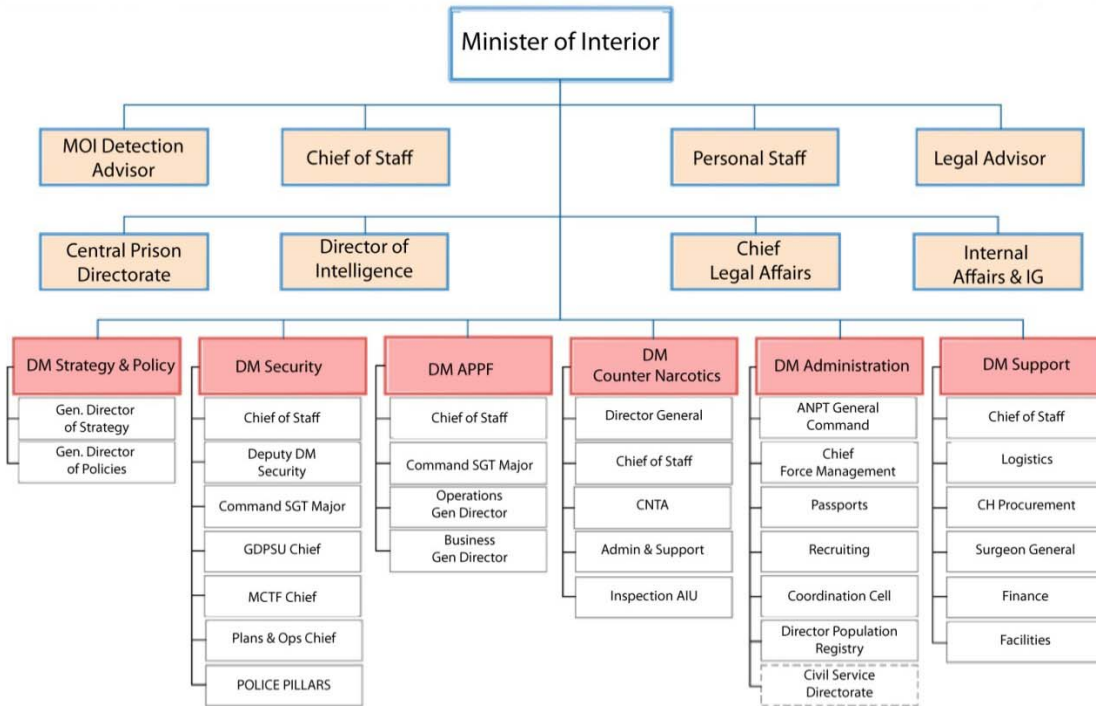 Minister of Interior
MOI Detection
Advisor
Chief of Staff
Personal Staff
Legal Advisor
Central Prison
Directorate
Director of
Intelligence
Chief
Legal Affairs
Internal
Affairs & IG
DM Strategy & Policy
Gen. Director
of Strategy
Gen. Director
of Policies
DM Security
Chief of Staff
Deputy DM
Security
Command SGT Major
GDPSU Chief
MCTF Chief
Plans & Ops Chief
POLICE PILLARS
DM APPF
Chief of Staff
Command SGT Major
Operations
Gen Director
Business
Gen Director
DM
Counter Narcotics
Director General
Chief of Staff
CNTA
Admin & Support
Inspection AIU
DM Administration
ANPT General
Command
Chief
Force Management
Passports
Recruiting
Coordination Cell
Director Population
Registry
Civil Service
Directorate
DM Support
Chief of Staff
Logistics
CH Procurement
Surgeon General
Finance
Facilities